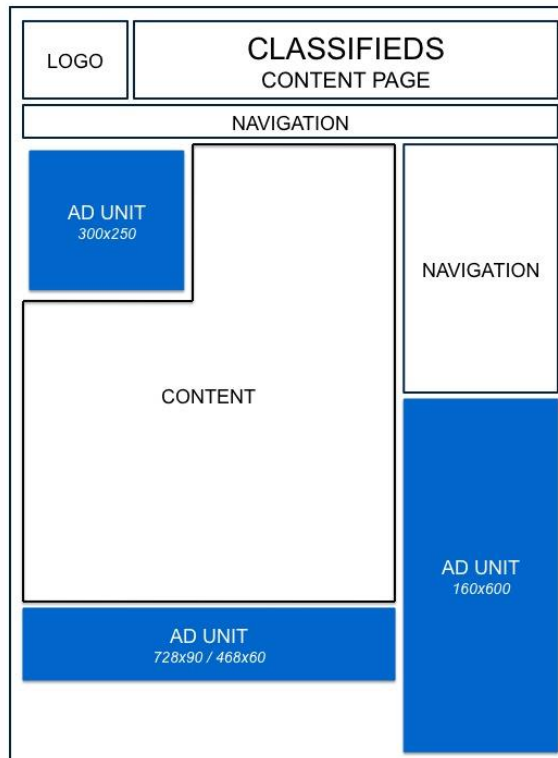 LOGO
CLASSIFIEDS
CONTENT PAGE
NAVIGATION
AD UNIT
300x250
NAVIGATION
CONTENT
AD UNIT
160x600
AD UNIT
728x90 / 468x60